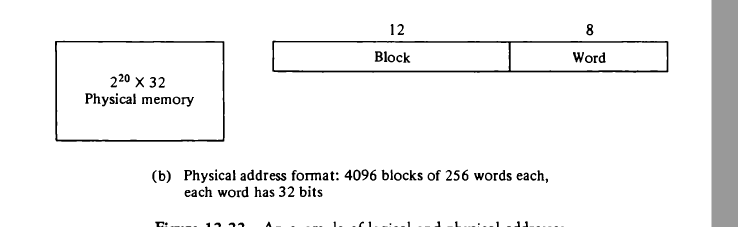 12 8
Block Word
2²⁰ X 32
Physical memory
(b) Physical address format: 4096 blocks of 256 words each,
each word has 32 bits